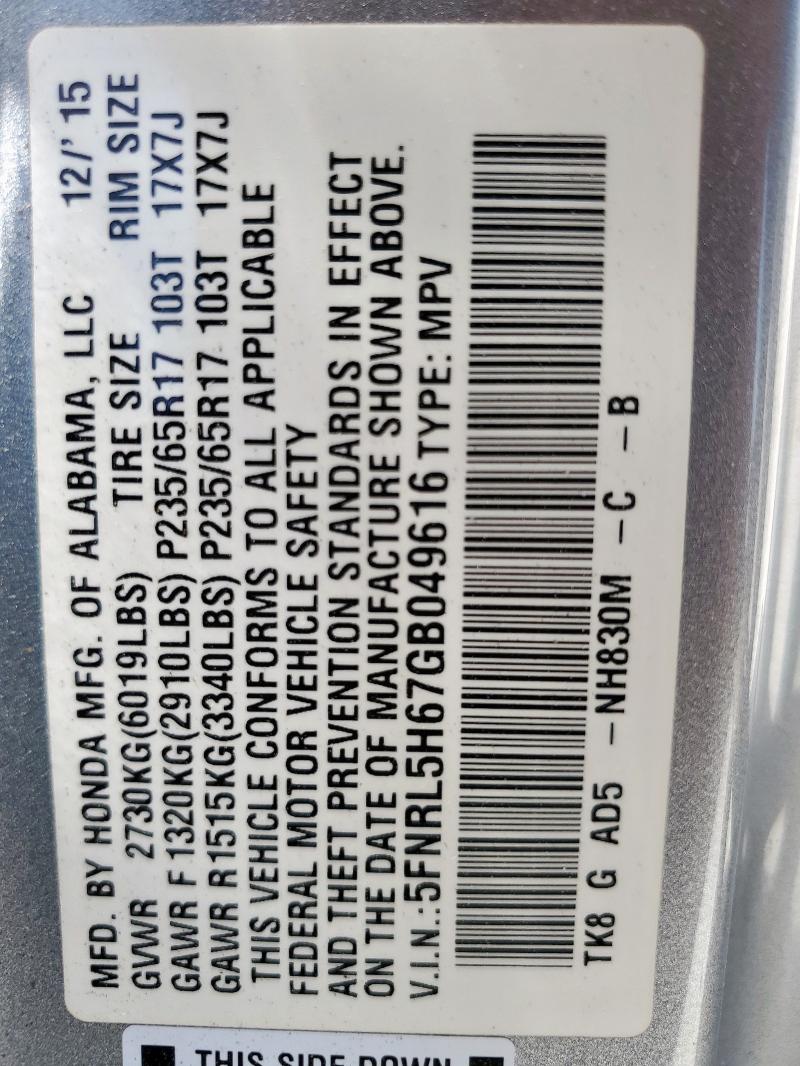 MFD. BY HONDA MFG. OF ALABAMA, LLC 12/' 15
GVWR 2730KG(6019LBS) TIRE SIZE RIM SIZE
GAWR F 1320KG(2910LBS) P235/65R17 103T 17X7J
GAWR R1515KG(3340LBS) P235/65R17 103T 17X7J
THIS VEHICLE CONFORMS TO ALL APPLICABLE
FEDERAL MOTOR VEHICLE SAFETY
AND THEFT PREVENTION STANDARDS IN EFFECT
ON THE DATE OF MANUFACTURE SHOWN ABOVE.
V.I.N.:5FNRL5H67GB049616 TYPE: MPV
TK8 G AD5 -NH830M -C -B
THIS SIDE DOWN